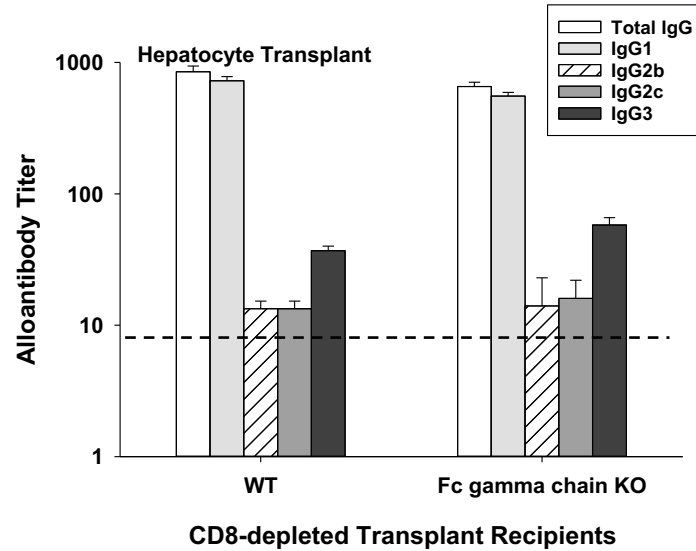 Total IgG
IgG1
IgG2b
IgG2c
IgG3
Hepatocyte Transplant
1000
100
10
1
Alloantibody Titer
WT
Fc gamma chain KO
CD8-depleted Transplant Recipients